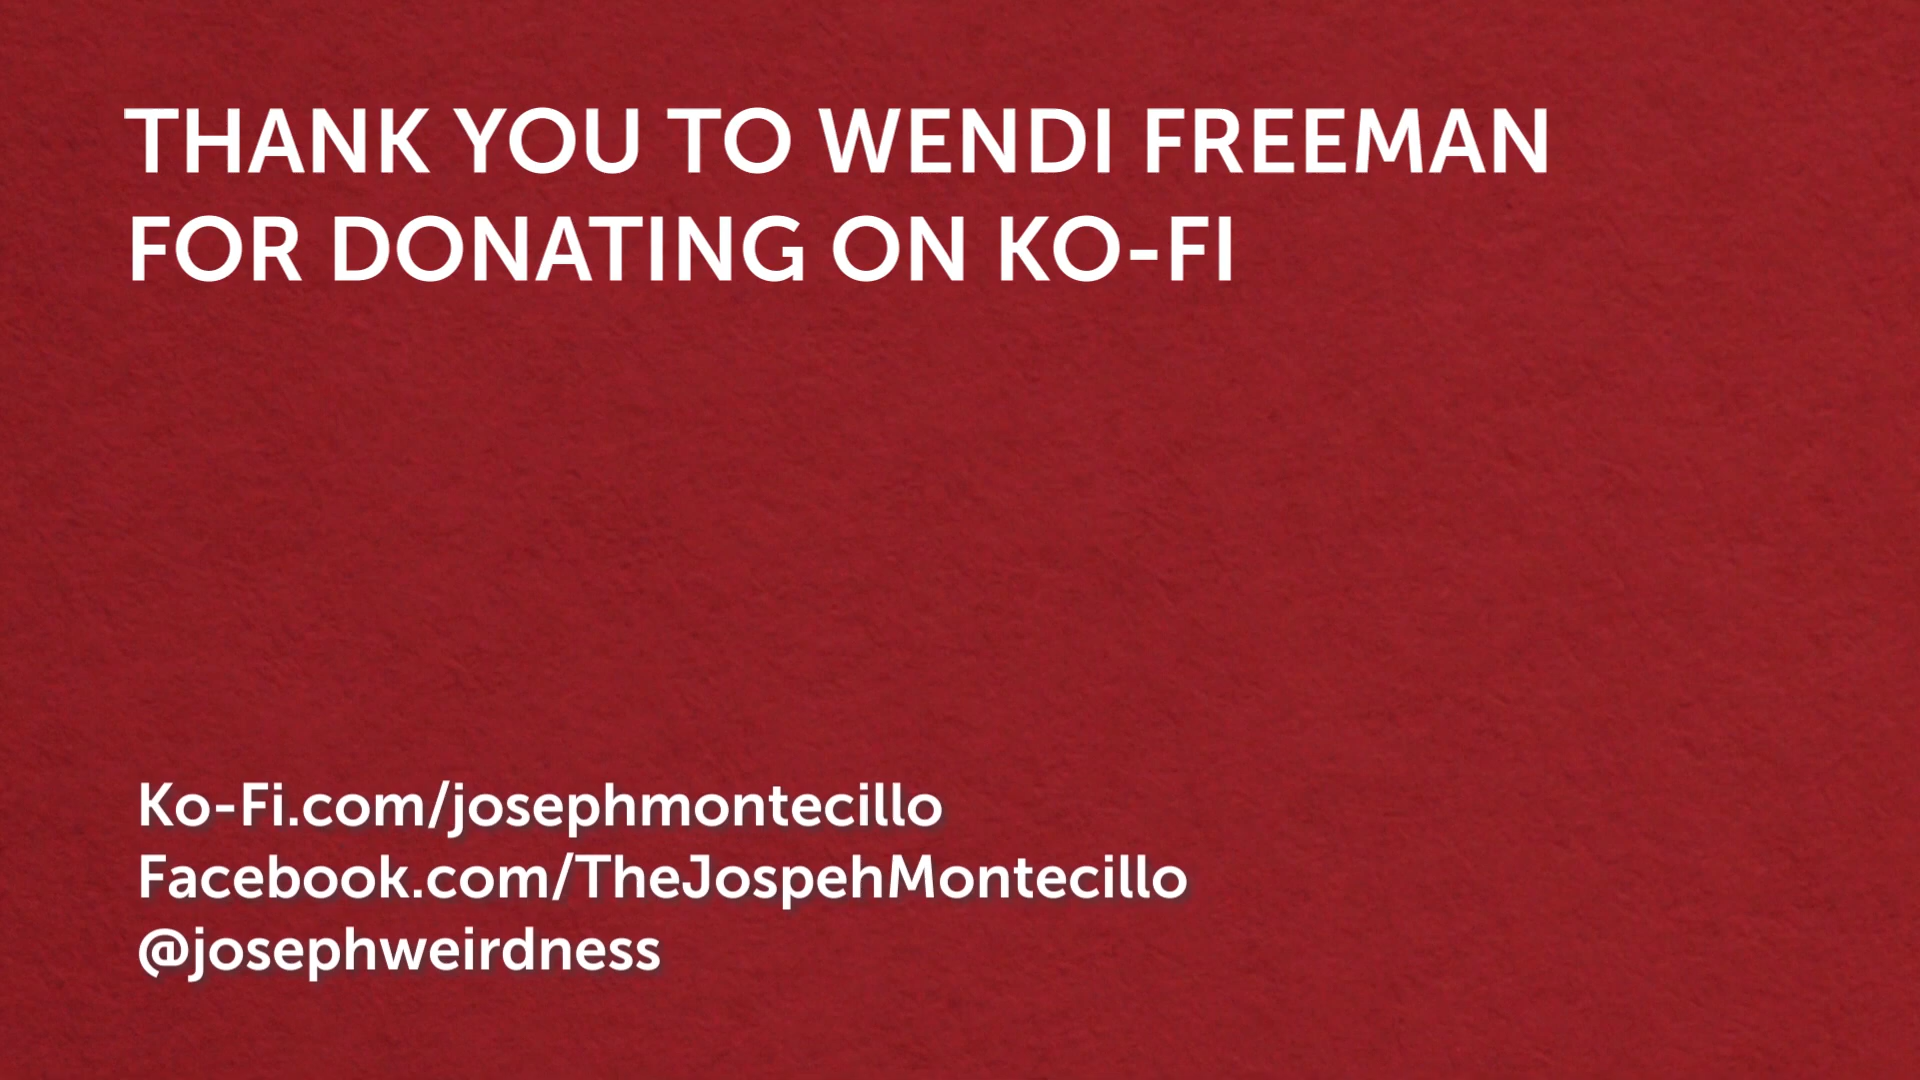 THANK YOU TO WENDI FREEMAN
FOR DONATING ON KO-FI
Ko-Fi.com/josephmontecillo
Facebook.com/TheJospehMontecillo
@josephweirdness